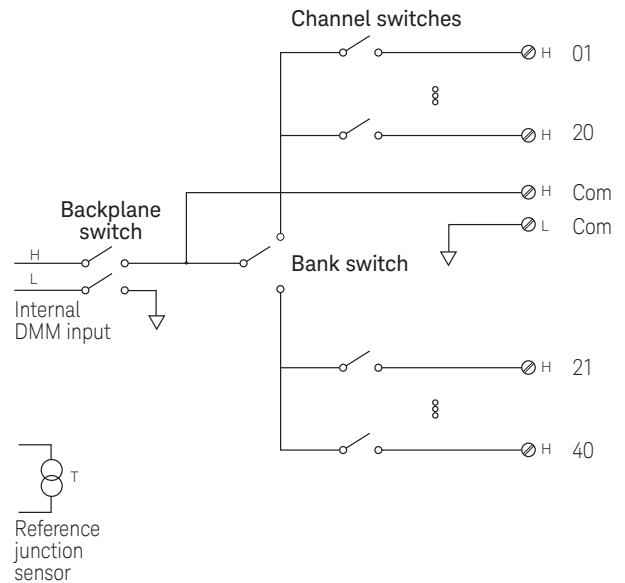 Channel switches
H 01
H 20
H Com
L Com
Backplane
switch
H
L
Bank switch
Internal
DMM input
H 21
H 40
T
Reference
junction
sensor